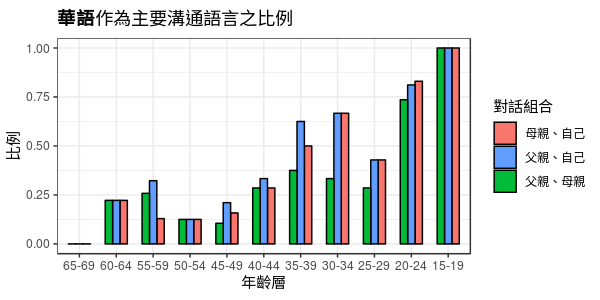 華語作為主要溝通語言之比例
1.00
0.75
0.50
0.25
0.00
比例
65-69 60-64 55-59 50-54 45-49 40-44 35-39 30-34 25-29 20-24 15-19
年齡層
對話組合
母親、自己
父親、自己
父親、母親